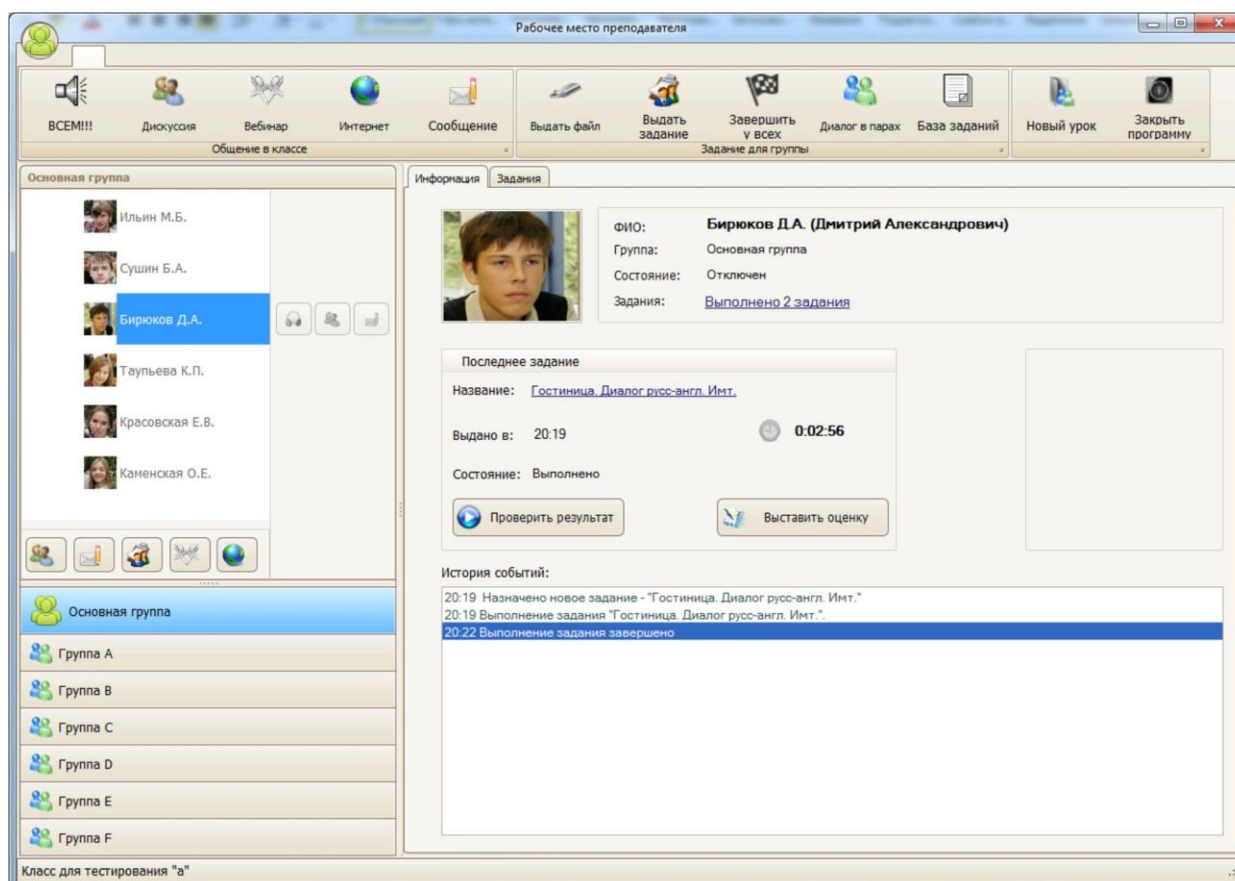 Рабочее место преподавателя
ВСЕМ!!!
Дискуссия
Вебинар
Интернет
Сообщение
Выдать файл
Выдать
задание
Завершить
у всех
Диалог в парах
База заданий
Новый урок
Закрыть
программу
Общение в классе
Задание для группы
Основная группа
Ильин М.Б.
Сушин Б.А.
Бирюков Д.А.
Таупьева К.П.
Красовская Е.В.
Каменская О.Е.
Основная группа
Группа A
Группа B
Группа C
Группа D
Группа E
Группа F
Информация
Задания
ФИО: Бирюков Д.А. (Дмитрий Александрович)
Группа: Основная группа
Состояние: Отключен
Задания: Выполнено 2 задания
Последнее задание
Название: Гостиница. Диалог русс-англ. Имт.
Выдано в: 20:19 0:02:56
Состояние: Выполнено
Проверить результат
Выставить оценку
История событий:
20:19 Назначено новое задание - "Гостиница. Диалог русс-англ. Имт."
20:19 Выполнение задания "Гостиница. Диалог русс-англ. Имт.".
20:22 Выполнение задания завершено
Класс для тестирования "а"